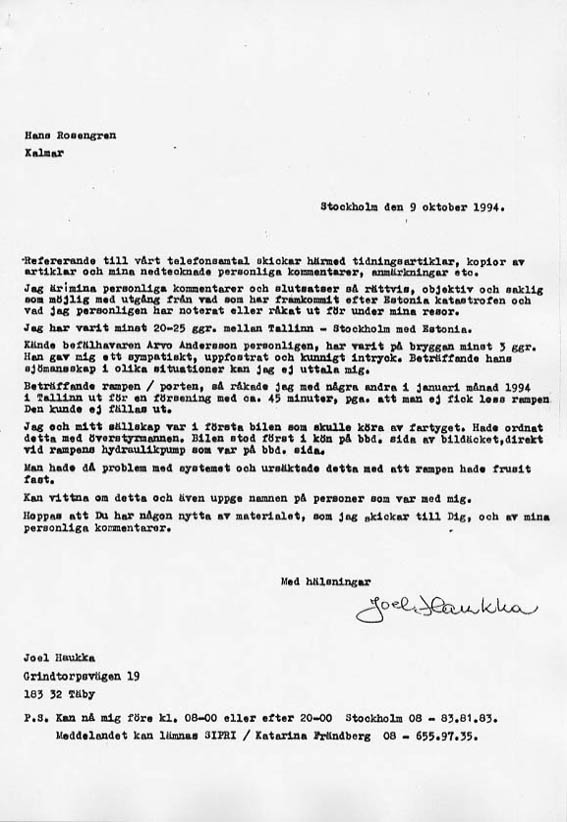 Hans Rosengren
Kalmar
Stockholm den 9 oktober 1994.
Refererande till vårt telefonsamtal skickar härmed tidningsartiklar, kopior av
artiklar och mina nedtecknade personliga kommentarer, anmärkningar etc.
Jag är i mina personliga kommentarer och slutsatser så rättvis, objektiv och saklig
som möjlig med utgång från vad som har framkommit efter Estonia katastrofen och
vad jag personligen har noterat eller råkat ut för under mina resor.
Jag har varit minst 20-25 ggr. mellan Tallinn - Stockholm med Estonia.
Kände befälhavaren Arvo Andersson personligen, har varit på bryggan minst 3 ggr.
Han gav mig ett sympatiskt, uppfostrat och kunnigt intryck. Beträffande hans
sjömansskap i olika situationer kan jag ej uttala mig.
Beträffande rampen / porten, så råkade jag med några andra i januari månad 1994
i Tallinn ut för en försening med ca. 45 minuter, pga. att man ej fick loss rampen
Den kunde ej fällas ut.
Jag och mitt sällskap var i första bilen som skulle köra av fartyget. Hade ordnat
detta med överstyrmannen. Bilen stod först i kön på bbd. sida av bildäcket,direkt
vid rampens hydraulikpump som var på bbd. sida.
Man hade då problem med systemet och ursäktade detta med att rampen hade frusit
fast.
Kan vittna om detta och även uppge namnen på personer som var med mig.
Hoppas att Du har någon nytta av materialet, som jag skickar till Dig, och av mina
personliga kommentarer.
Med hälsningar
Joel Haukka
Joel Haukka
Grindtorpsvägen 19
183 32 Täby
P.S. Kan nå mig före kl. 08-00 eller efter 20-00 Stockholm 08 - 83.81.83.
Meddelandet kan lämnas SIPRI / Katarina Frändberg 08 - 655.97.35.